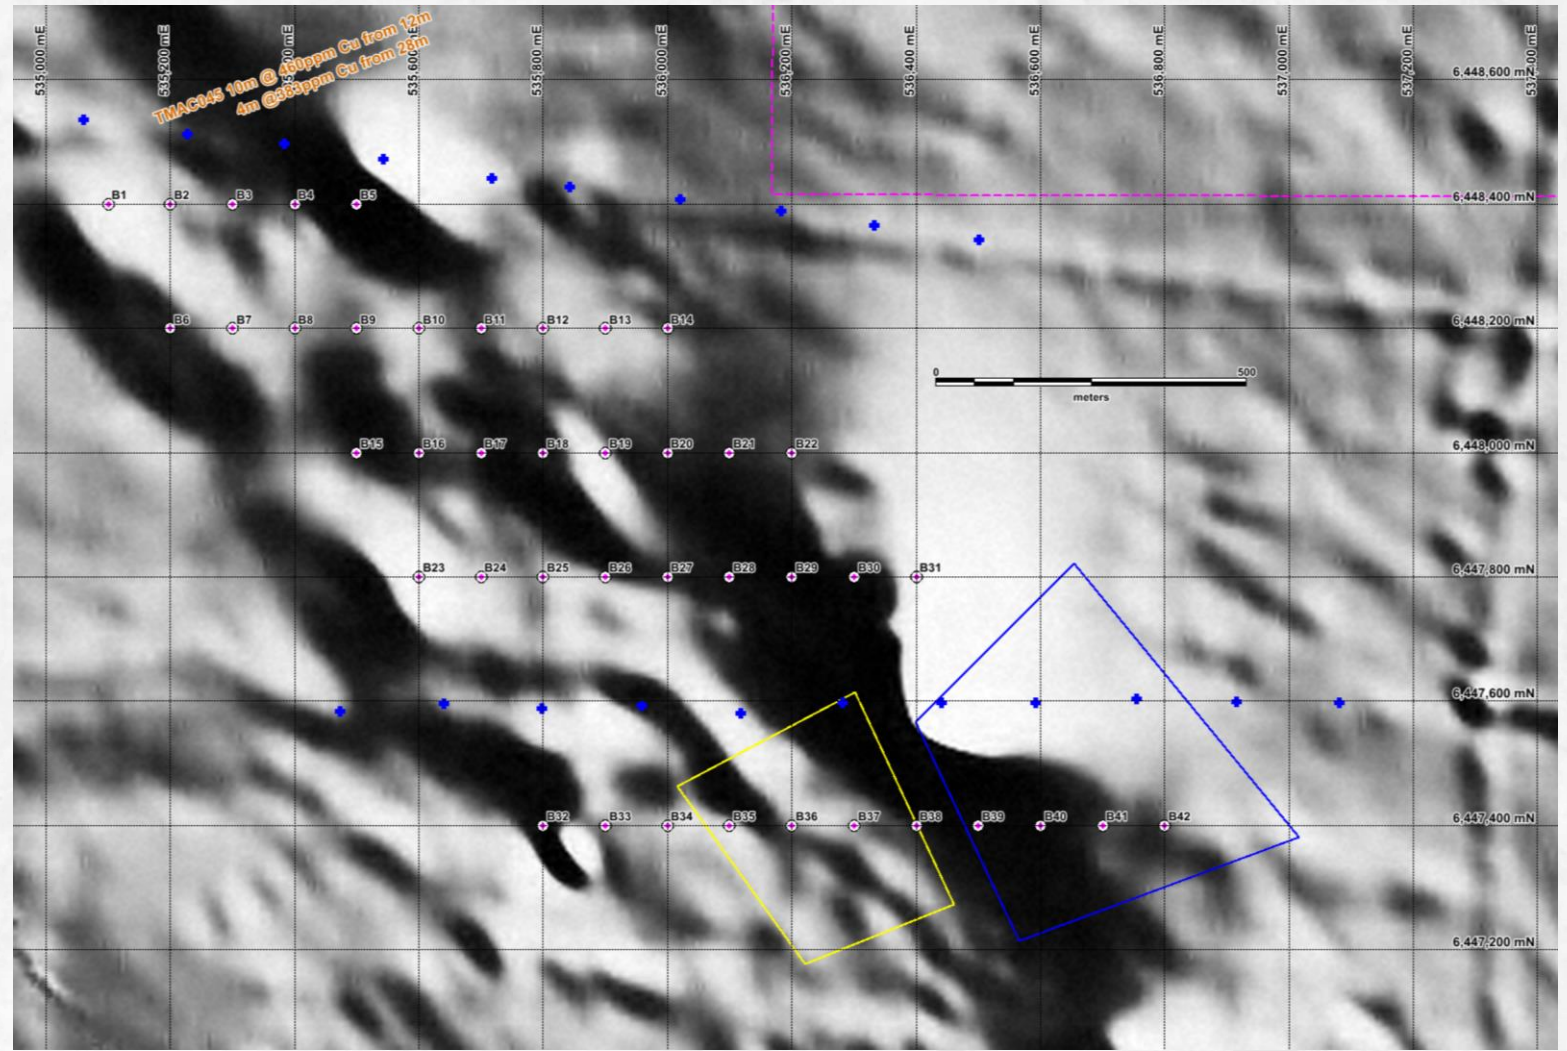 535,000 mE
535,200 mE
535,600 mE
535,800 mE
536,000 mE
536,200 mE
536,400 mE
536,600 mE
536,800 mE
537,000 mE
537,200 mE
TMAC045 10m @ 460ppm Cu from 12m
4m @383ppm Cu from 28m
6,448,600 mN
B1 B2 B3 B4 B5
6,448,400 mN
B6 B7 B8 B9 B10 B11 B12 B13 B14
6,448,200 mN
0 500
meters
B15 B16 B17 B18 B19 B20 B21 B22
6,448,000 mN
B23 B24 B25 B26 B27 B28 B29 B30 B31
6,447,800 mN
6,447,600 mN
B32 B33 B34 B35 B36 B37 B38 B39 B40 B41 B42
6,447,400 mN
6,447,200 mN